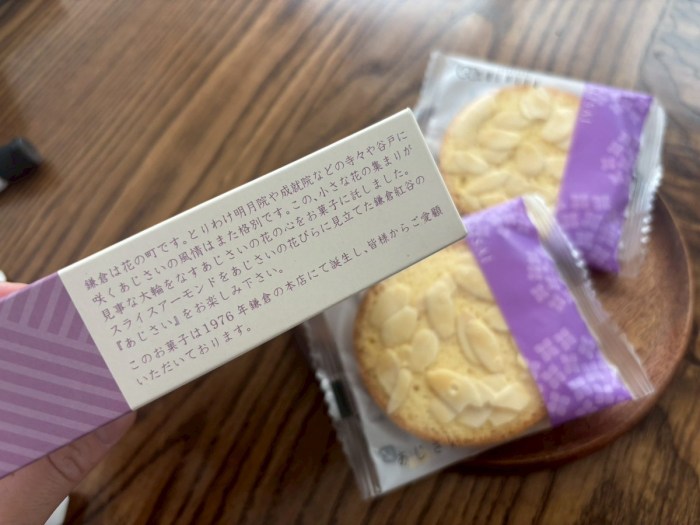 鎌倉は花の町です。とりわけ明月院や成就院などの寺々や谷戸に
咲くあじさいの風情はまた格別です。この、小さな花の集まりが
見事な大輪をなすあじさいの花の心をお菓子に託しました。
スライスアーモンドをあじさいの花びらに見立てた鎌倉紅谷の
『あじさい』をお楽しみ下さい。
このお菓子は1976年鎌倉の本店にて誕生し、皆様からご愛顧
いただいております。
あじさ